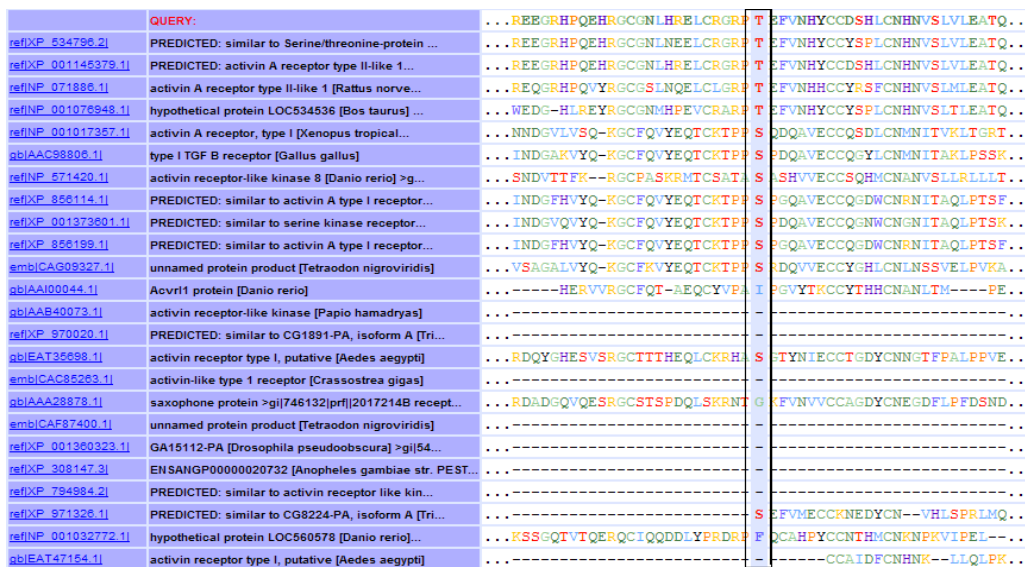 QUERY: ...REEGRHPQEHRGCGNLHRELCRGRPTEFVNHYCCDSHLCNHNVSLVLEATQ...
ref|XP_534796.2| PREDICTED: similar to Serine/threonine-protein ... ...REEGRHPQEHRGCGNLNEELCRGRPTEFVNHYCCYSPLCNHNVSLVLEATQ...
ref|XP_001145379.1| PREDICTED: activin A receptor type II-like 1... ...REEGRHPQEHRGCGNLHRELCRGRPTEFVNHYCCDSHLCNHNVSLVLEATQ...
ref|NP_071886.1| activin A receptor type II-like 1 [Rattus norve... ...REQGRHPQVYRGCGSLNQELCLGRPTEFVNHHCCYRSFCNHNVSLMLEATQ...
ref|NP_001076948.1| hypothetical protein LOC534536 [Bos taurus] ... ...WEDG-HLREYRGCGNMHPEVCRARPTEFVNHYCCYSPLCNHNVSLTLEATQ...
ref|NP_001017357.1| activin A receptor, type I [Xenopus tropical... ...NNDGVLVSQ-KGCFQVYEQTCKTPPSQDQAVECCQSDLCNMNITVKLTGRT...
gb|AAC98806.1| type I TGF B receptor [Gallus gallus] ...INDGAKVYQ-KGCFQVYEQTCKTPPSPDQAVECCQGYLCNMNITAKLPSSK...
ref|NP_571420.1| activin receptor-like kinase 8 [Danio rerio] >g... ...SNDVTTFK--RGCPASKRMTCSATASASHVVECCSQHMCNANVSLLRLLLT...
ref|XP_856114.1| PREDICTED: similar to activin A type I receptor... ...INDGFHVYQ-KGCFQVYEQTCKTPPSPGQAVECCQGDWCNRNITAQLPTSF...
ref|XP_001373601.1| PREDICTED: similar to serine kinase receptor... ...INDGVQVYQ-KGCFQVYEQTCKTPPSPDQAVECCQGNWCNGNITAQLPTSK...
ref|XP_856199.1| PREDICTED: similar to activin A type I receptor... ...INDGFHVYQ-KGCFQVYEQTCKTPPSPGQAVECCQGDWCNRNITAQLPTSF...
emb|CAG09327.1| unnamed protein product [Tetraodon nigroviridis] ...VSAGALVYQ-KGCFKVYEQTCKTPPSRDQVVECCYGHLCNLNSSVELPVKA...
gb|AAI00044.1| Acvrl1 protein [Danio rerio] ...------HERVVRGCFQT-AEQCYVPAIPGVYTKCCYTHHCNANLTM----PE...
gb|AAB40073.1| activin receptor-like kinase [Papio hamadryas] ...---------------------------------------------------...
ref|XP_970020.1| PREDICTED: similar to CG1891-PA, isoform A [Tri... ...---------------------------------------------------...
gb|EAT35698.1| activin receptor type I, putative [Aedes aegypti] ...RDQYGHESVSRGCTTTHEQLCKRHASGTYNIECCTGDYCNNGTFPALPPVE...
emb|CAC85263.1| activin-like type 1 receptor [Crassostrea gigas] ...---------------------------------------------------...
gb|AAA28878.1| saxophone protein >gi|746132|prf||2017214B recept... ...RDADGQVQESRGCSTSPDQLSKRNTGKFVNVVCCAGDYCNEGDFLPFDSND...
emb|CAF87400.1| unnamed protein product [Tetraodon nigroviridis] ...---------------------------------------------------...
ref|XP_001360323.1| GA15112-PA [Drosophila pseudoobscura] >gi|54... ...---------------------------------------------------...
ref|XP_308147.3| ENSANGP00000020732 [Anopheles gambiae str. PEST... ...---------------------------------------------------...
ref|XP_794984.2| PREDICTED: similar to activin receptor like kin... ...---------------------------------------------------...
ref|XP_971326.1| PREDICTED: similar to CG8224-PA, isoform A [Tri... ...-------------------------SEFVMECCKNEDYCN--VHLSPRLMQ...
ref|NP_001032772.1| hypothetical protein LOC560578 [Danio rerio]... ...KSSGQTVTQERQCIQQDDLYPRDRPFQCAHPYCCNTHMCNKNPKVIPEL--...
gb|EAT47154.1| activin receptor type I, putative [Aedes aegypti] ...--------------------------------CCAIDFCNHNK--LLQLPK...